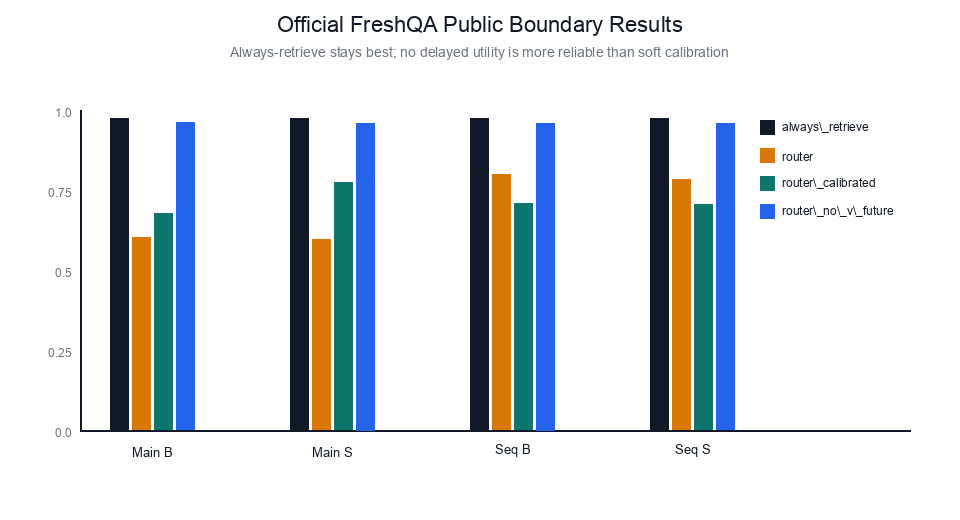 Official FreshQA Public Boundary Results
Always-retrieve stays best; no delayed utility is more reliable than soft calibration
1.0
0.75
0.5
0.25
0.0
Main B
Main S
Seq B
Seq S
always\_retrieve
router
router\_calibrated
router\_no\_v\_future